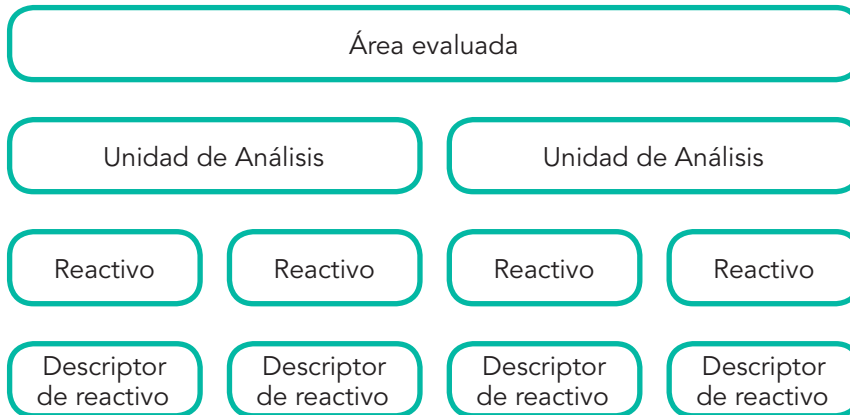 Área evaluada
Unidad de Análisis
Unidad de Análisis
Reactivo
Reactivo
Reactivo
Reactivo
Descriptor
de reactivo
Descriptor
de reactivo
Descriptor
de reactivo
Descriptor
de reactivo